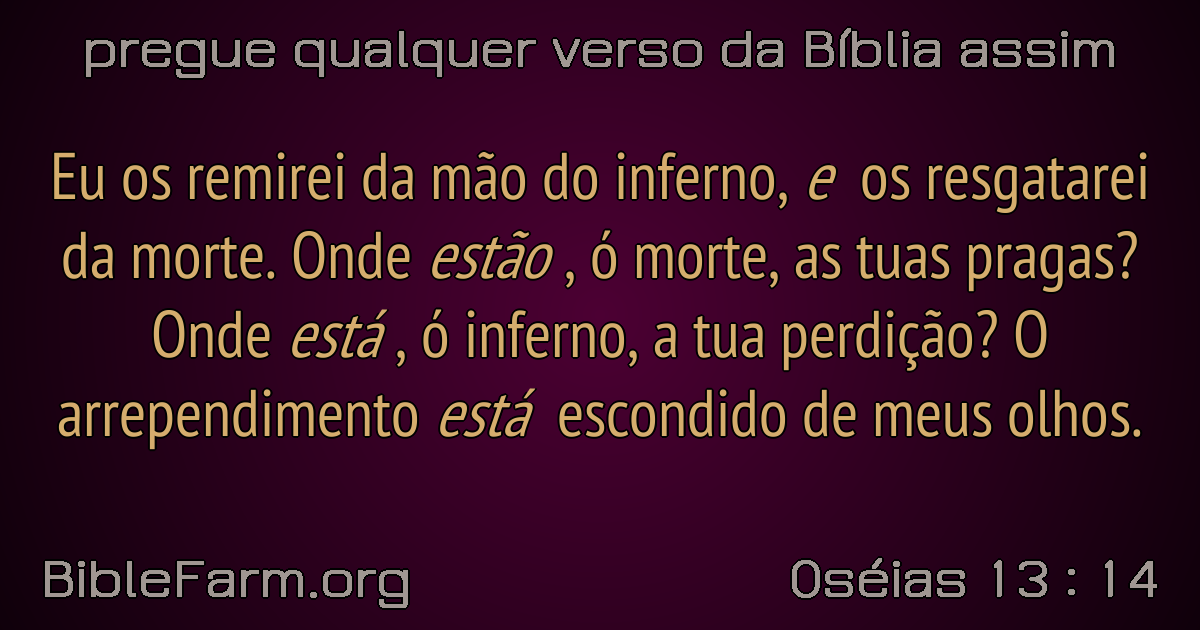 pregue qualquer verso da Bíblia assim
Eu os remirei da mão do inferno, e os resgatarei
da morte. Onde estão , ó morte, as tuas pragas?
Onde está , ó inferno, a tua perdição? O
arrependimento está escondido de meus olhos.
BibleFarm.org
Oséias 13 : 14